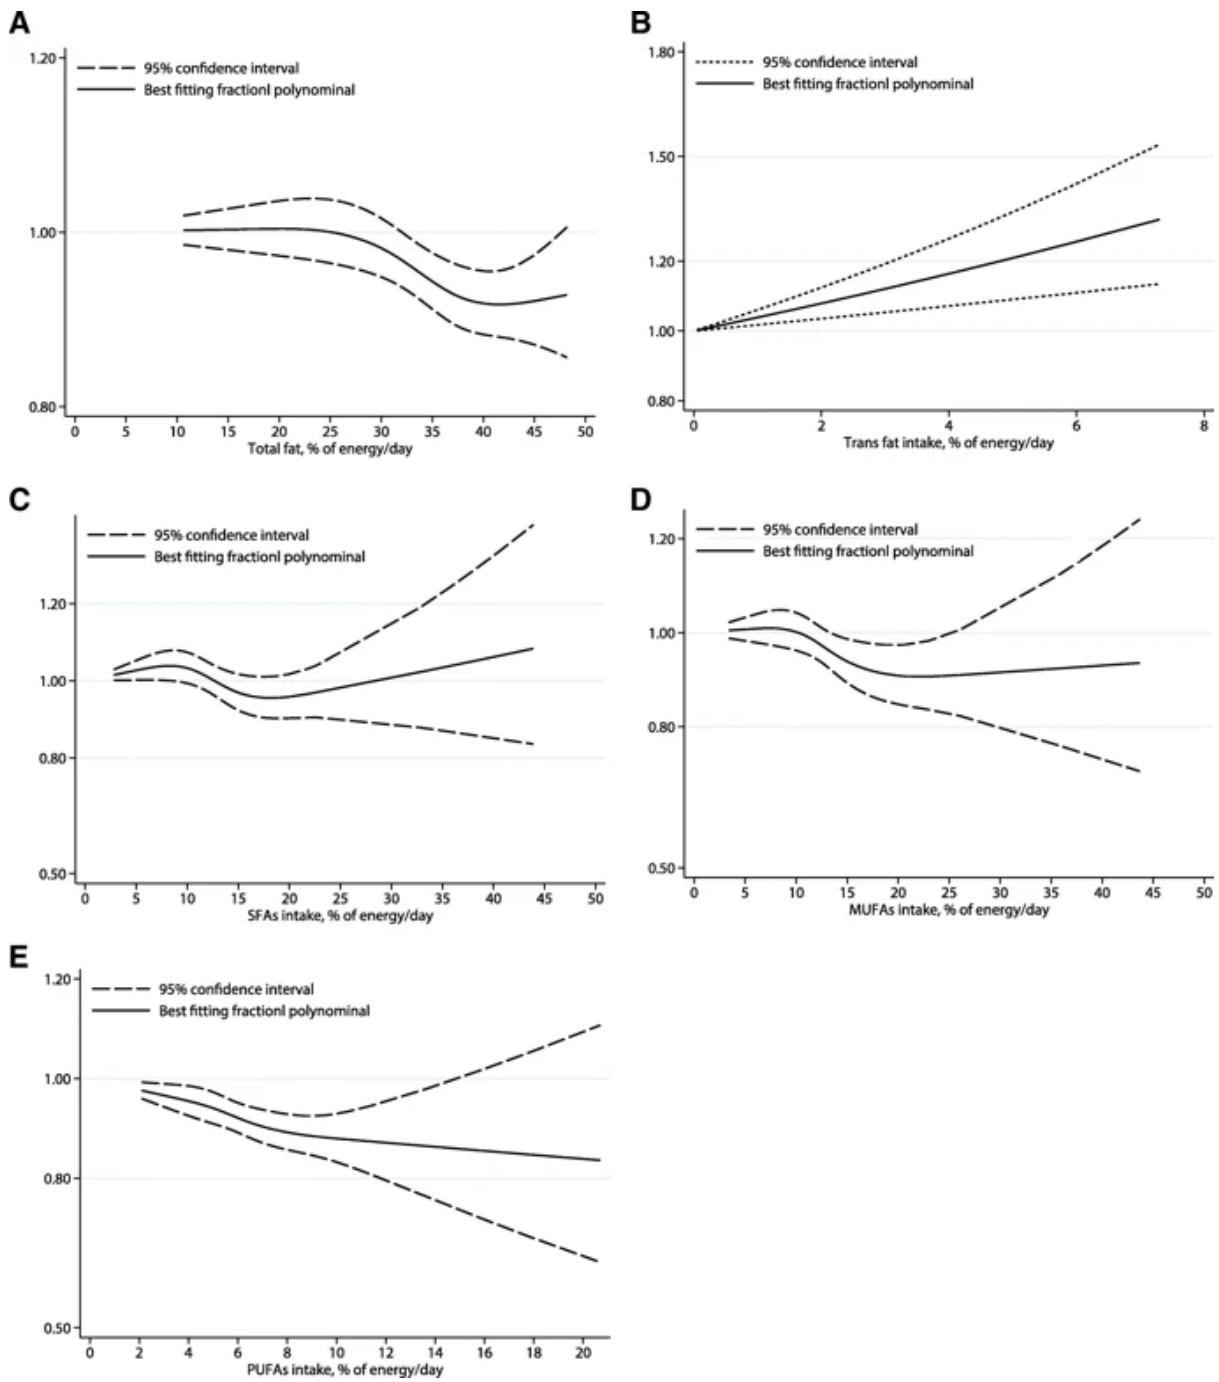 A
1.20
95% confidence interval
Best fitting fractionl polynominal
1.00
0.80
0 5 10 15 20 25 30 35 40 45 50
Total fat, % of energy/day
B
1.80
95% confidence interval
Best fitting fractionl polynominal
1.50
1.20
1.00
0.80
0 2 4 6 8
Trans fat intake, % of energy/day
C
95% confidence interval
Best fitting fractionl polynominal
1.20
1.00
0.80
0.50
0 5 10 15 20 25 30 35 40 45 50
SFAs intake, % of energy/day
D
95% confidence interval
1.20
Best fitting fractionl polynominal
1.00
0.80
0.50
0 5 10 15 20 25 30 35 40 45 50
MUFAs intake, % of energy/day
E
1.20
95% confidence interval
Best fitting fractionl polynominal
1.00
0.80
0.50
0 2 4 6 8 10 12 14 16 18 20
PUFAs intake, % of energy/day